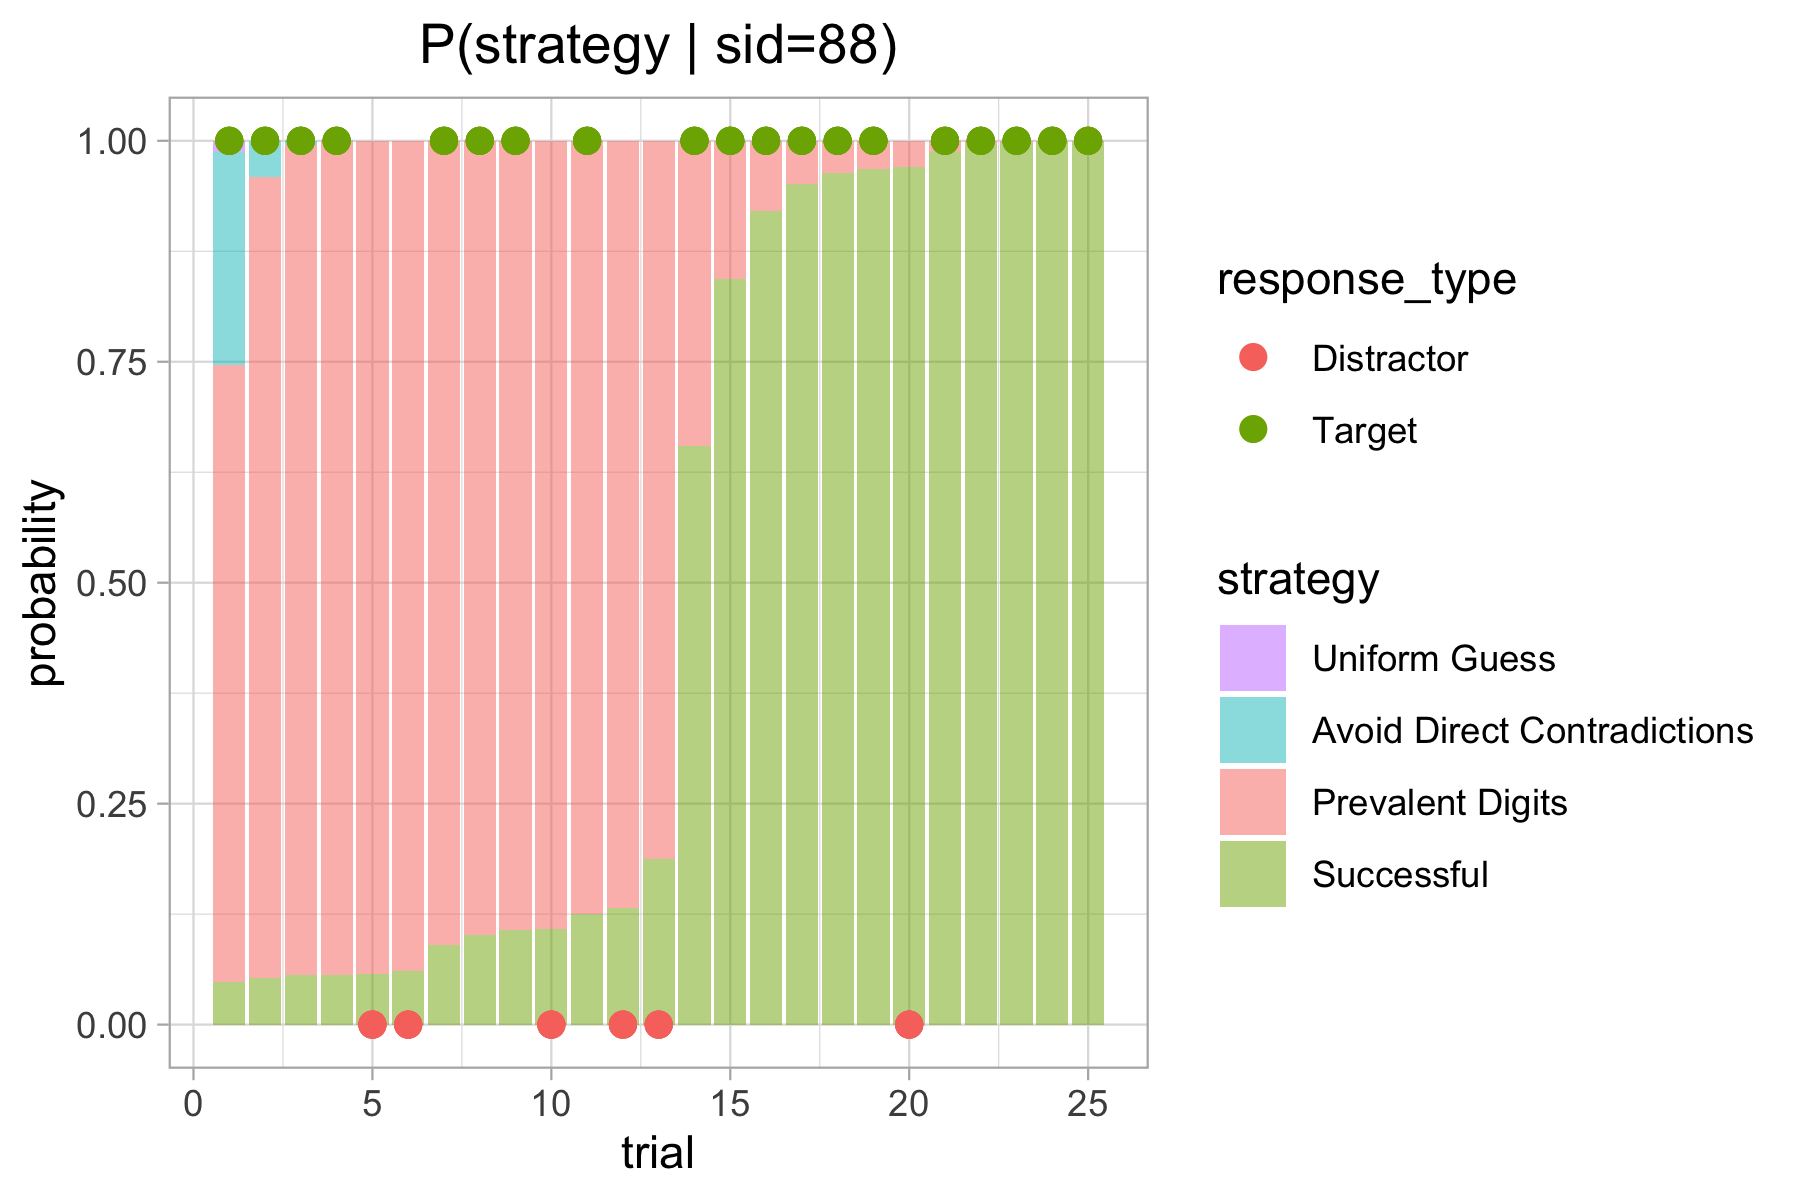 P(strategy | sid=88)
probability
1.00
0.75
0.50
0.25
0.00
0 5 10 15 20 25
trial
response_type
Distractor
Target
strategy
Uniform Guess
Avoid Direct Contradictions
Prevalent Digits
Successful